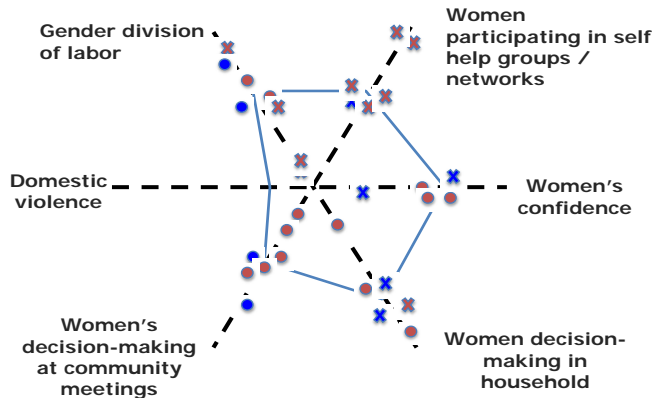 Gender division
of labor
Women
participating in self
help groups /
networks
Domestic
violence
Women's
confidence
Women's
decision-making
at community
meetings
Women decision-
making in
household